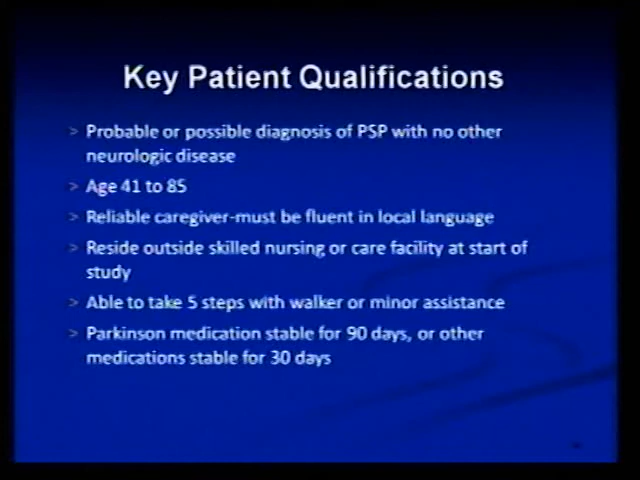 Key Patient Qualifications
> Probable or possible diagnosis of PSP with no other
neurologic disease
> Age 41 to 85
> Reliable caregiver-must be fluent in local language
> Reside outside skilled nursing or care facility at start of
study
> Able to take 5 steps with walker or minor assistance
> Parkinson medication stable for 90 days, or other
medications stable for 30 days